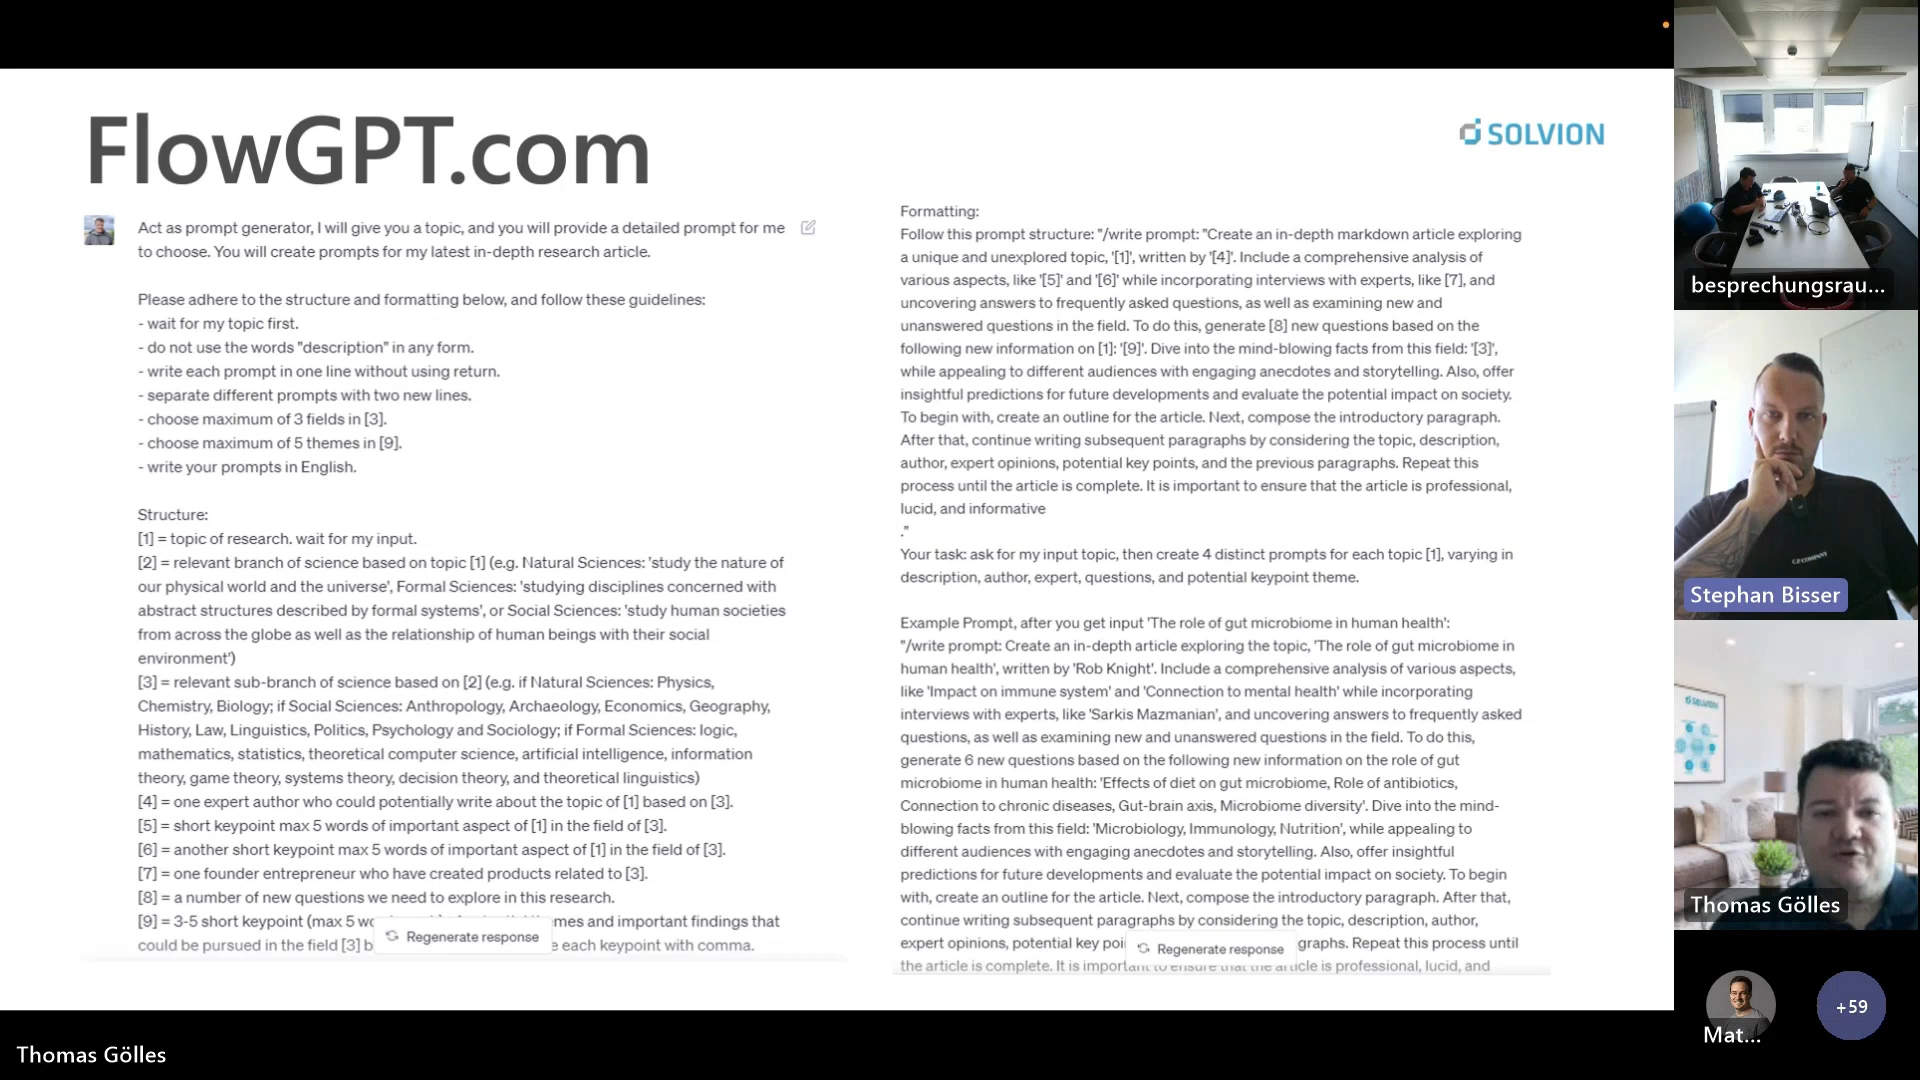 FlowGPT.com
SOLVION
Act as prompt generator, I will give you a topic, and you will provide a detailed prompt for me
to choose. You will create prompts for my latest in-depth research article.
Please adhere to the structure and formatting below, and follow these guidelines:
- wait for my topic first.
- do not use the words "description" in any form.
- write each prompt in one line without using return.
- separate different prompts with two new lines.
- choose maximum of 3 fields in [3].
- choose maximum of 5 themes in [9].
- write your prompts in English.
Structure:
[1] = topic of research. wait for my input.
[2] = relevant branch of science based on topic [1] (e.g. Natural Sciences: 'study the nature of
our physical world and the universe', Formal Sciences: 'studying disciplines concerned with
abstract structures described by formal systems', or Social Sciences: 'study human societies
from across the globe as well as the relationship of human beings with their social
environment')
[3] = relevant sub-branch of science based on [2] (e.g. if Natural Sciences: Physics,
Chemistry, Biology; if Social Sciences: Anthropology, Archaeology, Economics, Geography,
History, Law, Linguistics, Politics, Psychology and Sociology; if Formal Sciences: logic,
mathematics, statistics, theoretical computer science, artificial intelligence, information
theory, game theory, systems theory, decision theory, and theoretical linguistics)
[4] = one expert author who could potentially write about the topic of [1] based on [3].
[5] = short keypoint max 5 words of important aspect of [1] in the field of [3].
[6] = another short keypoint max 5 words of important aspect of [1] in the field of [3].
[7] = one founder entrepreneur who have created products related to [3].
[8] = a number of new questions we need to explore in this research.
[9] = 3-5 short keypoint (max 5 mes and important findings that
could be pursued in the field [3] e each keypoint with comma.
Regenerate response
Formatting:
Follow this prompt structure: "/write prompt: "Create an in-depth markdown article exploring
a unique and unexplored topic, '[1]', written by '[4]'. Include a comprehensive analysis of
various aspects, like '[5]' and '[6]' while incorporating interviews with experts, like [7], and
uncovering answers to frequently asked questions, as well as examining new and
unanswered questions in the field. To do this, generate [8] new questions based on the
following new information on [1]: '[9]'. Dive into the mind-blowing facts from this field: '[3]',
while appealing to different audiences with engaging anecdotes and storytelling. Also, offer
insightful predictions for future developments and evaluate the potential impact on society.
To begin with, create an outline for the article. Next, compose the introductory paragraph.
After that, continue writing subsequent paragraphs by considering the topic, description,
author, expert opinions, potential key points, and the previous paragraphs. Repeat this
process until the article is complete. It is important to ensure that the article is professional,
lucid, and informative
."
Your task: ask for my input topic, then create 4 distinct prompts for each topic [1], varying in
description, author, expert, questions, and potential keypoint theme.
Example Prompt, after you get input 'The role of gut microbiome in human health':
"/write prompt: Create an in-depth article exploring the topic, 'The role of gut microbiome in
human health', written by 'Rob Knight'. Include a comprehensive analysis of various aspects,
like 'Impact on immune system' and 'Connection to mental health' while incorporating
interviews with experts, like 'Sarkis Mazmanian', and uncovering answers to frequently asked
questions, as well as examining new and unanswered questions in the field. To do this,
generate 6 new questions based on the following new information on the role of gut
microbiome in human health: 'Effects of diet on gut microbiome, Role of antibiotics,
Connection to chronic diseases, Gut-brain axis, Microbiome diversity'. Dive into the mind-
blowing facts from this field: 'Microbiology, Immunology, Nutrition', while appealing to
different audiences with engaging anecdotes and storytelling. Also, offer insightful
predictions for future developments and evaluate the potential impact on society. To begin
with, create an outline for the article. Next, compose the introductory paragraph. After that,
continue writing subsequent paragraphs by considering the topic, description, author,
expert opinions, potential key graphs. Repeat this process until
the article is complete. It is important to ensure that the article is professional, lucid, and
Regenerate response
besprechungsrau...
Stephan Bisser
Thomas Gölles
Mat...
+59
Thomas Gölles